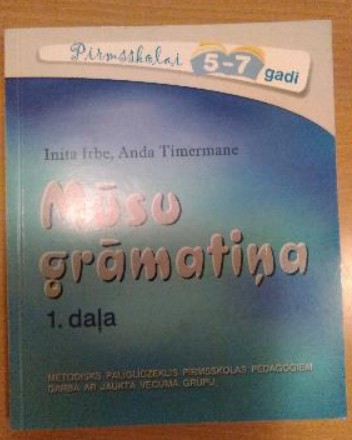 Pirmsskolai 5-7 gadi
Inita Irbe, Anda Timermane
Mūsu
grāmatiņa
1. daļa
METODISKS PALĪGLĪDZEKLIS PIRMSSKOLAS PEDAGOGIEM
DARBĀ AR JAUKTA VECUMA GRUPU